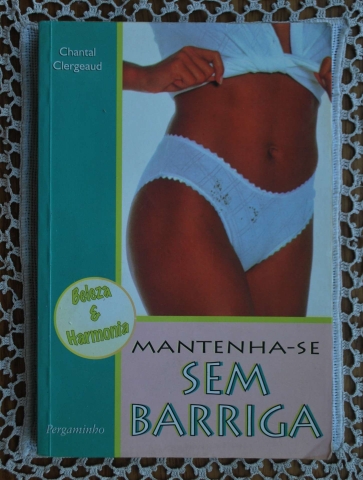 Chantal
Clergeaud
Beleza
&
Harmonia
MANTENHA-SE
SEM
BARRIGA
Pergaminho